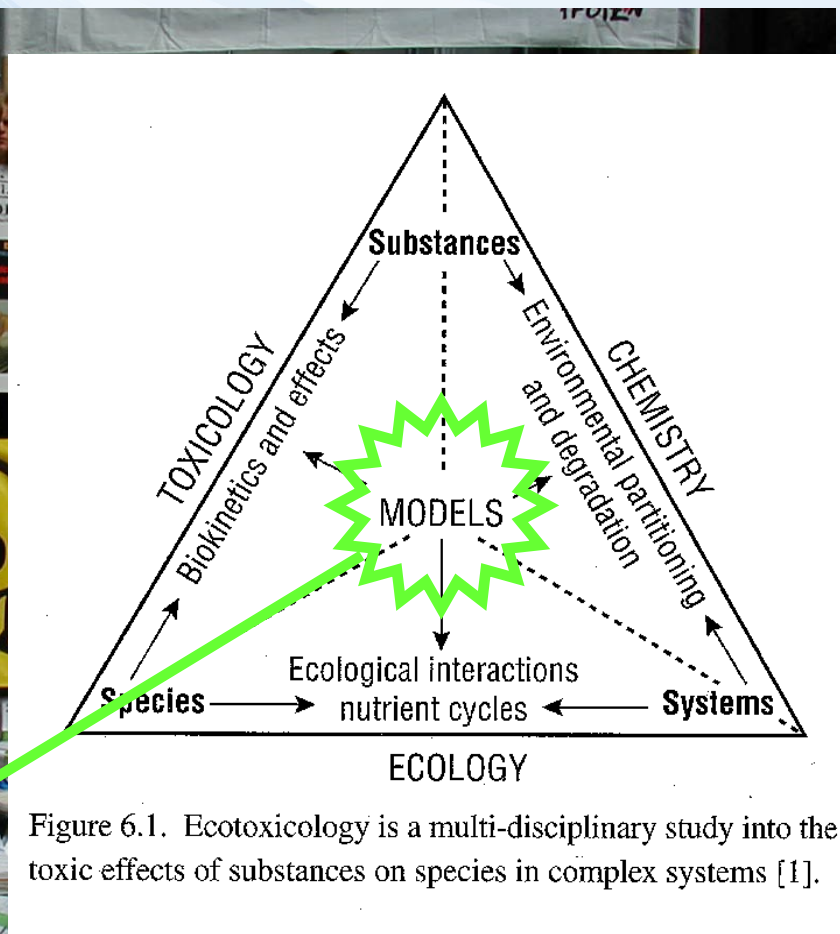 Substances
TOXICOLOGY
Biokinetics and effects
CHEMISTRY
Environmental partitioning
and degradation
MODELS
Ecological interactions
nutrient cycles
Species
Systems
ECOLOGY
Figure 6.1. Ecotoxicology is a multi-disciplinary study into the
toxic effects of substances on species in complex systems [1].